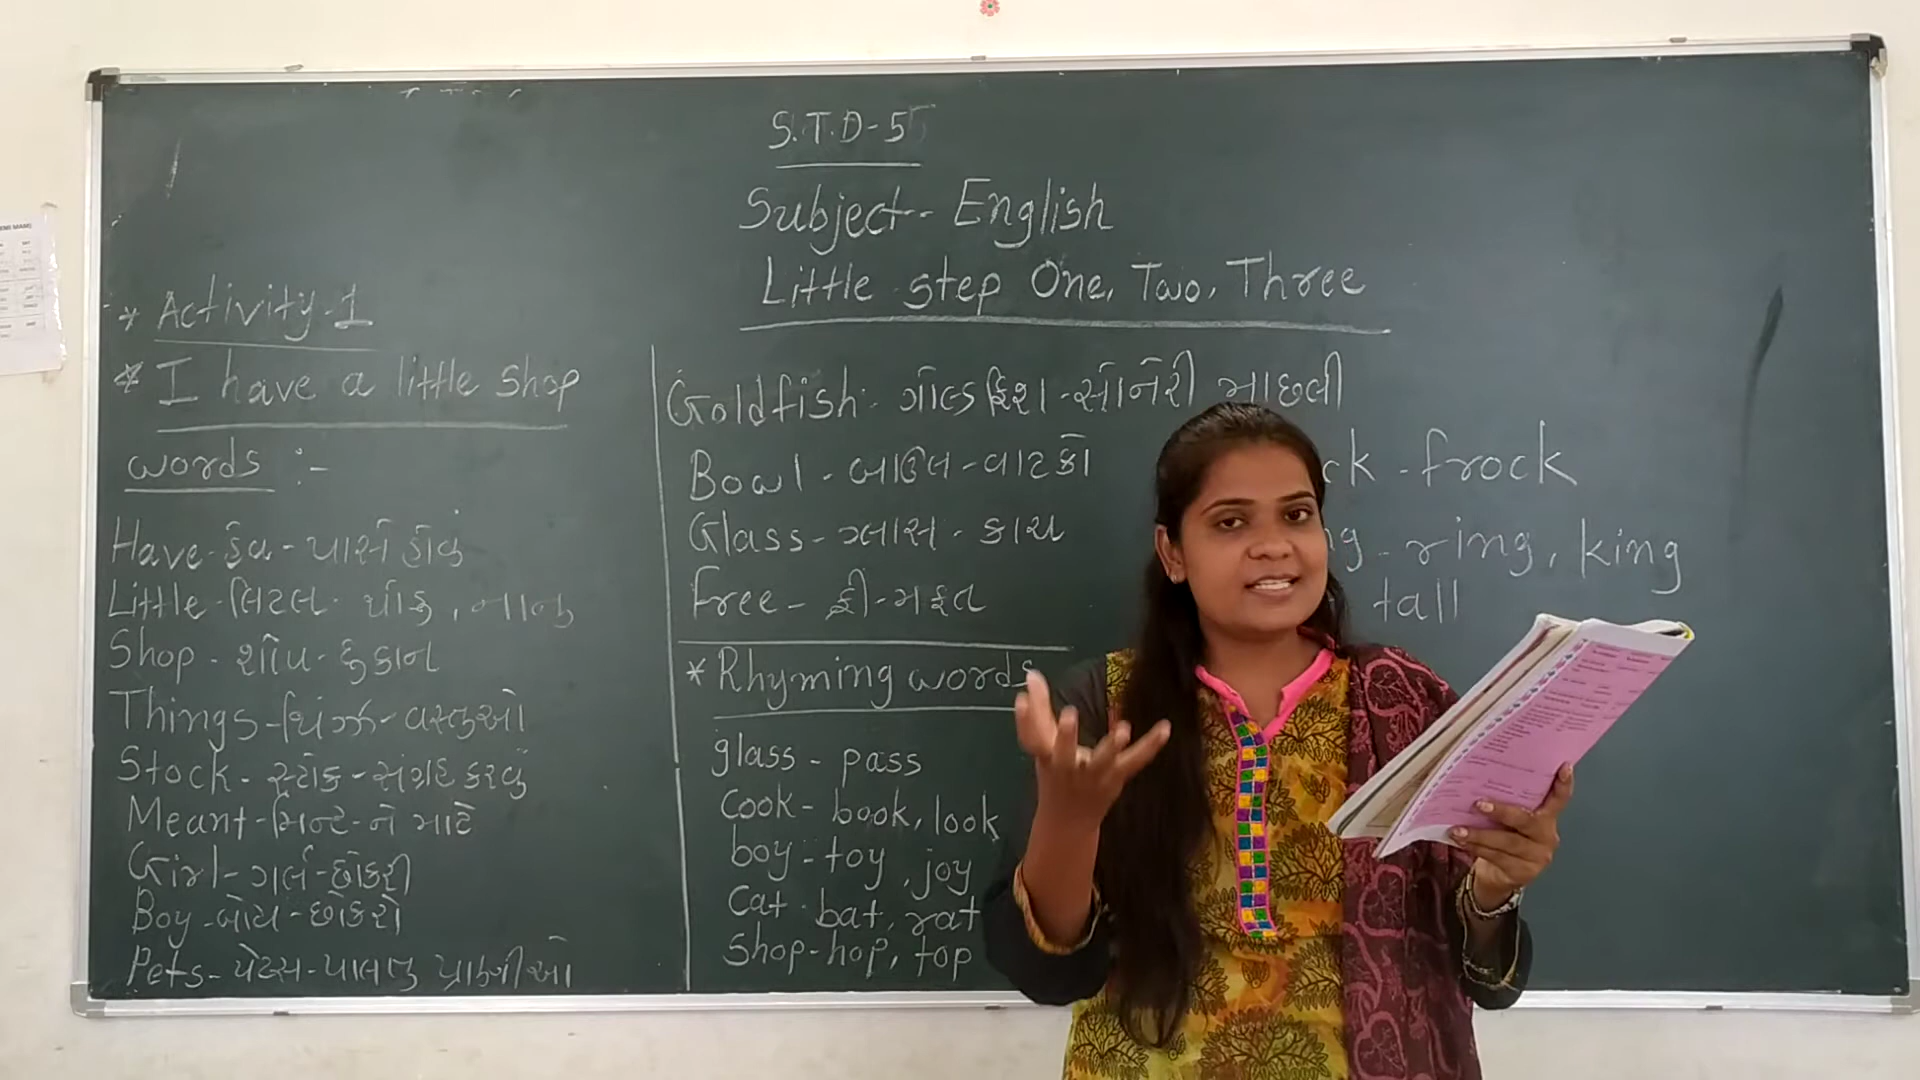 S.T.D-5
Subject - English
Little step One, Two, Three
* Activity-1
* I have a little shop
words :-
Have - હેવ - પાસે હોવું
Little - લિટલ - થોડું, નાનું
Shop - શોપ - દુકાન
Things - થિંગ્ઝ - વસ્તુઓ
Stock - સ્ટોક - સંગ્રહ કરવું
Meant - મિન્ટ - ને માટે
Girl - ગર્લ - છોકરી
Boy - બોય - છોકરો
Pets - પેટ્સ - પાલતુ પ્રાણીઓ
Goldfish - ગોલ્ડફિશ - સોનેરી માછલી
Bowl - બાઉલ - વાટકો
Glass - ગ્લાસ - કાચ
free - ફ્રી - મફત
* Rhyming words
glass - pass
cook - book, look
boy - toy, joy
cat - bat, rat
shop - hop, top
ck - frock
ng - ring, king
tall